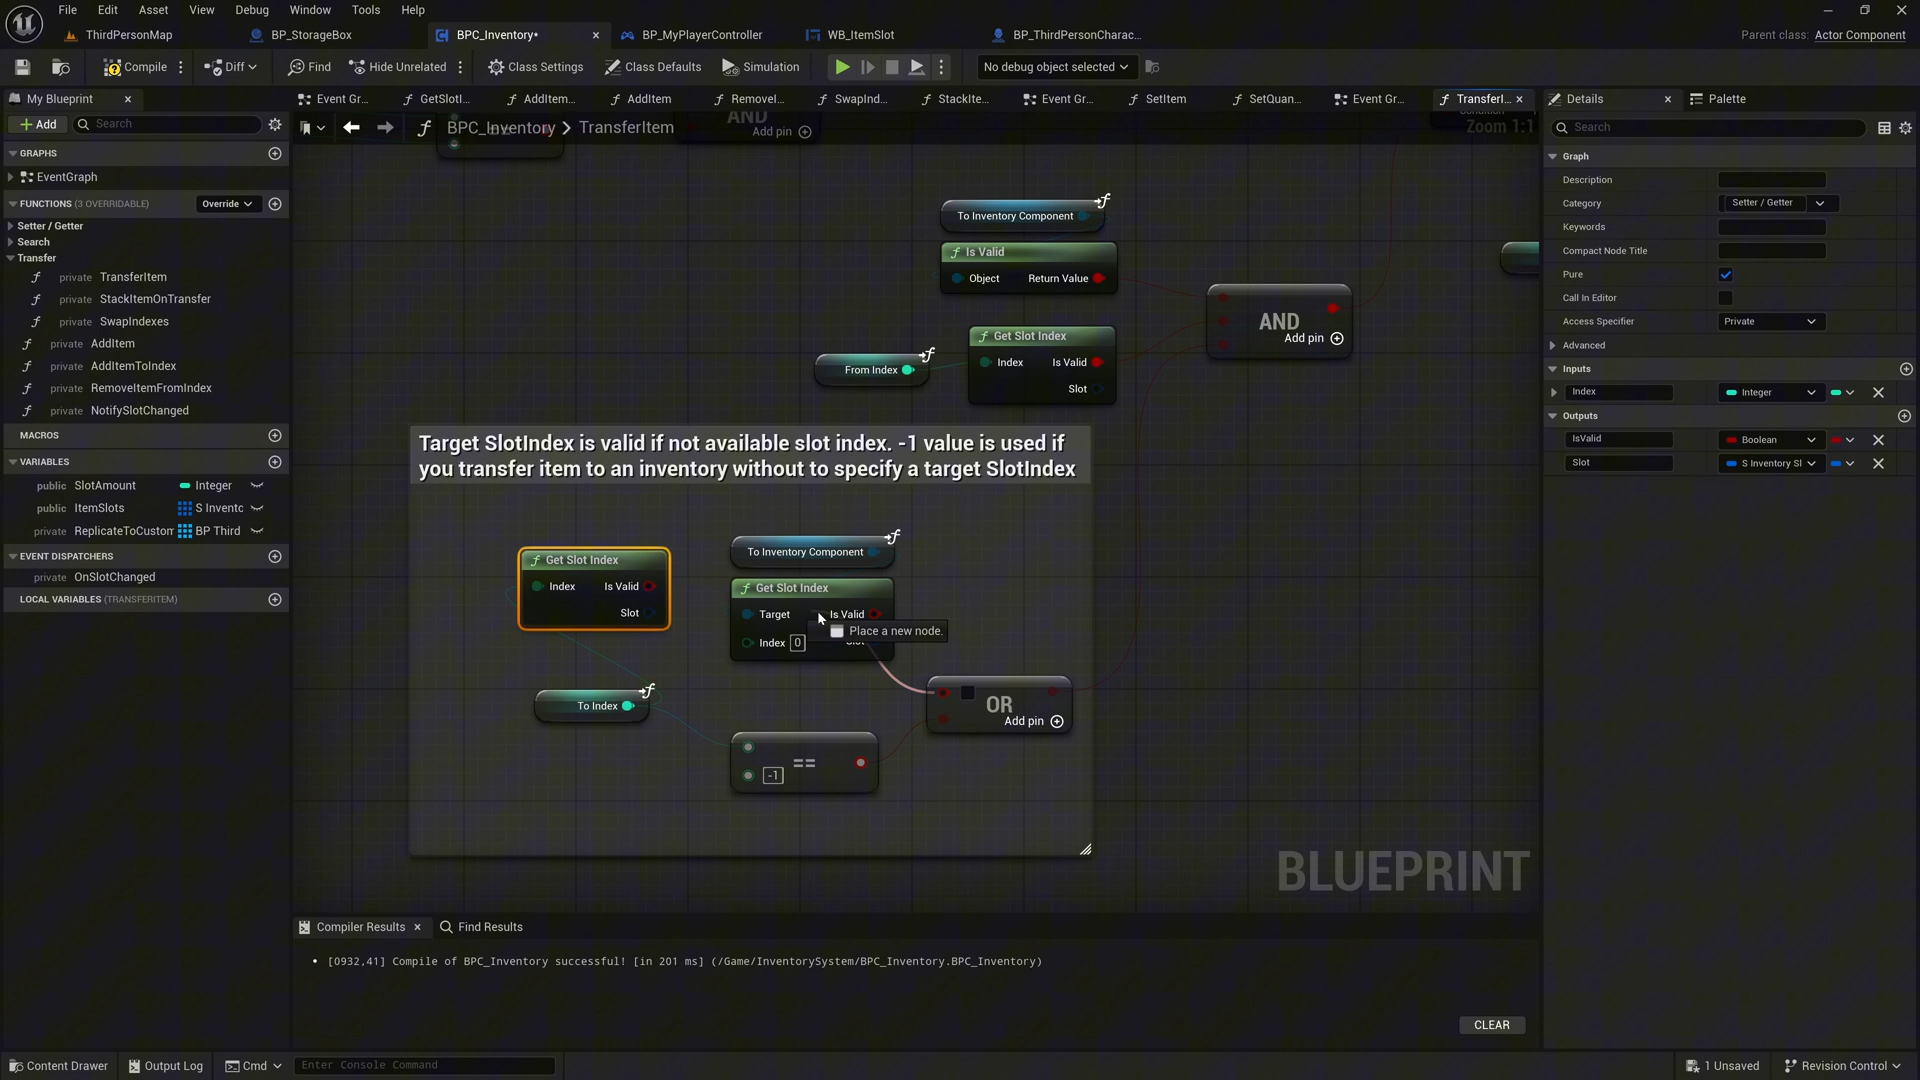 File Edit Asset View Debug Window Tools Help
ThirdPersonMap BP_StorageBox BPC_Inventory* BP_MyPlayerController WB_ItemSlot BP_ThirdPersonCharac... Parent class: Actor Component
Compile Diff Find Hide Unrelated Class Settings Class Defaults Simulation No debug object selected
My Blueprint Event Gr... GetSlotI... AddItem... AddItem RemoveI... SwapInd... StackIte... Event Gr... SetItem SetQuan... Event Gr... TransferI... Details Palette
Add Search BPC_Inventory > TransferItem AND Add pin Zoom 1:1 Search
GRAPHS
EventGraph
FUNCTIONS (3 OVERRIDABLE) Override
Setter / Getter
Search
Transfer
private TransferItem
private StackItemOnTransfer
private SwapIndexes
private AddItem
private AddItemToIndex
private RemoveItemFromIndex
private NotifySlotChanged
MACROS
VARIABLES
public SlotAmount Integer
public ItemSlots S Invento
private ReplicateToCustom BP Third
EVENT DISPATCHERS
private OnSlotChanged
LOCAL VARIABLES (TRANSFERITEM)
To Inventory Component
Is Valid
Object Return Value
AND
Add pin
Get Slot Index
From Index
Index Is Valid
Slot
Target SlotIndex is valid if not available slot index. -1 value is used if
you transfer item to an inventory without to specify a target SlotIndex
Get Slot Index
Index Is Valid
Slot
To Inventory Component
Get Slot Index
Target Is Valid
Place a new node.
Index 0
To Index
OR
Add pin
== -1
BLUEPRINT
Graph
Description
Category Setter / Getter
Keywords
Compact Node Title
Pure
Call In Editor
Access Specifier Private
Advanced
Inputs
Index Integer
Outputs
IsValid Boolean
Slot S Inventory Sl
Compiler Results Find Results
[0932,41] Compile of BPC_Inventory successful! [in 201 ms] (/Game/InventorySystem/BPC_Inventory.BPC_Inventory)
CLEAR
Content Drawer Output Log Cmd Enter Console Command 1 Unsaved Revision Control